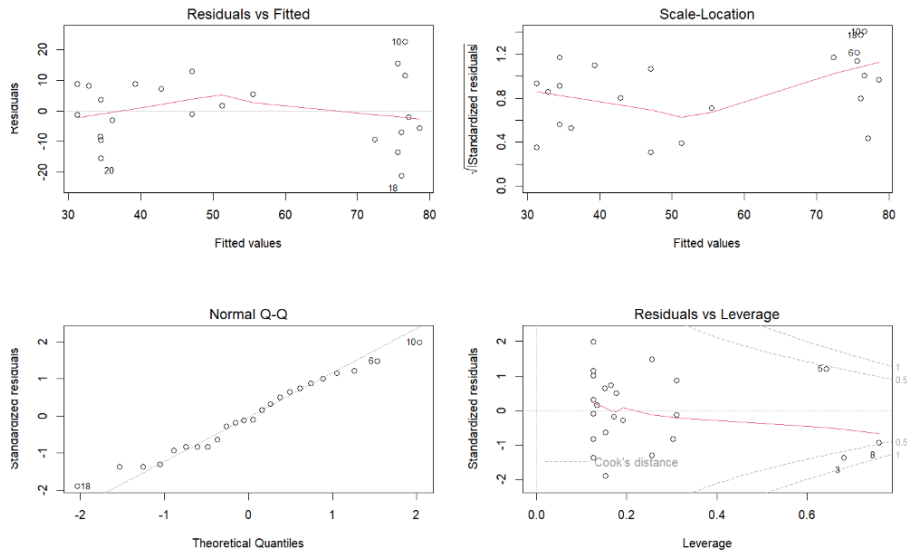 Residuals vs Fitted
Residuals
20
10
0
-10
-20
10
20
18
30 40 50 60 70 80
Fitted values
Scale-Location
√|Standardized residuals|
1.2
0.8
0.4
0.0
10
18
6
30 40 50 60 70 80
Fitted values
Normal Q-Q
Standardized residuals
2
1
0
-1
-2
10
6
18
-2 -1 0 1 2
Theoretical Quantiles
Residuals vs Leverage
Standardized residuals
2
1
0
-1
-2
5
8
3
1
0.5
0.5
1
Cook's distance
0.0 0.2 0.4 0.6
Leverage